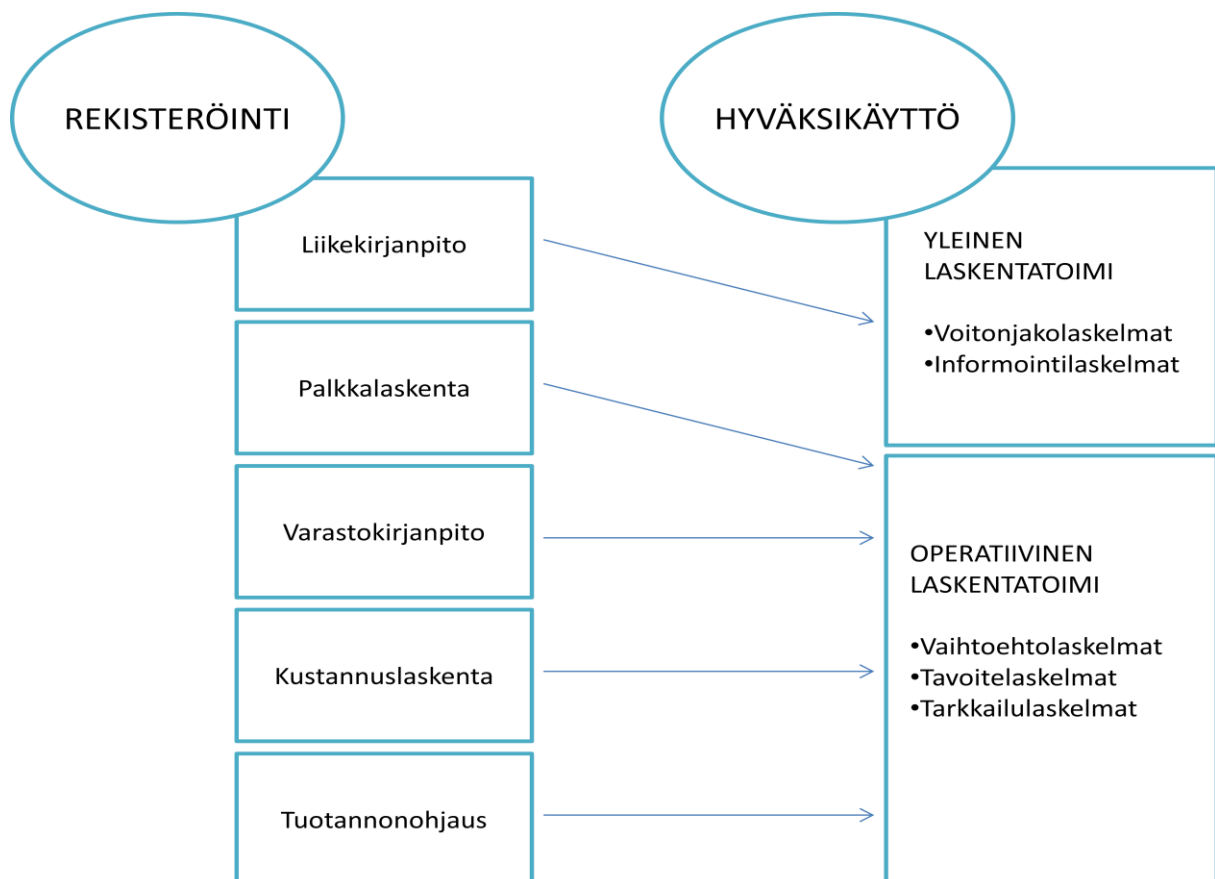 REKISTERÖINTI
HYVÄKSIKÄYTTÖ
Liikekirjanpito
Palkkalaskenta
Varastokirjanpito
Kustannuslaskenta
Tuotannonohjaus
YLEINEN
LASKENTATOIMI
•Voitonjakolaskelmat
•Informointilaskelmat
OPERATIIVINEN
LASKENTATOIMI
•Vaihtoehtolaskelmat
•Tavoitelaskelmat
•Tarkkailulaskelmat